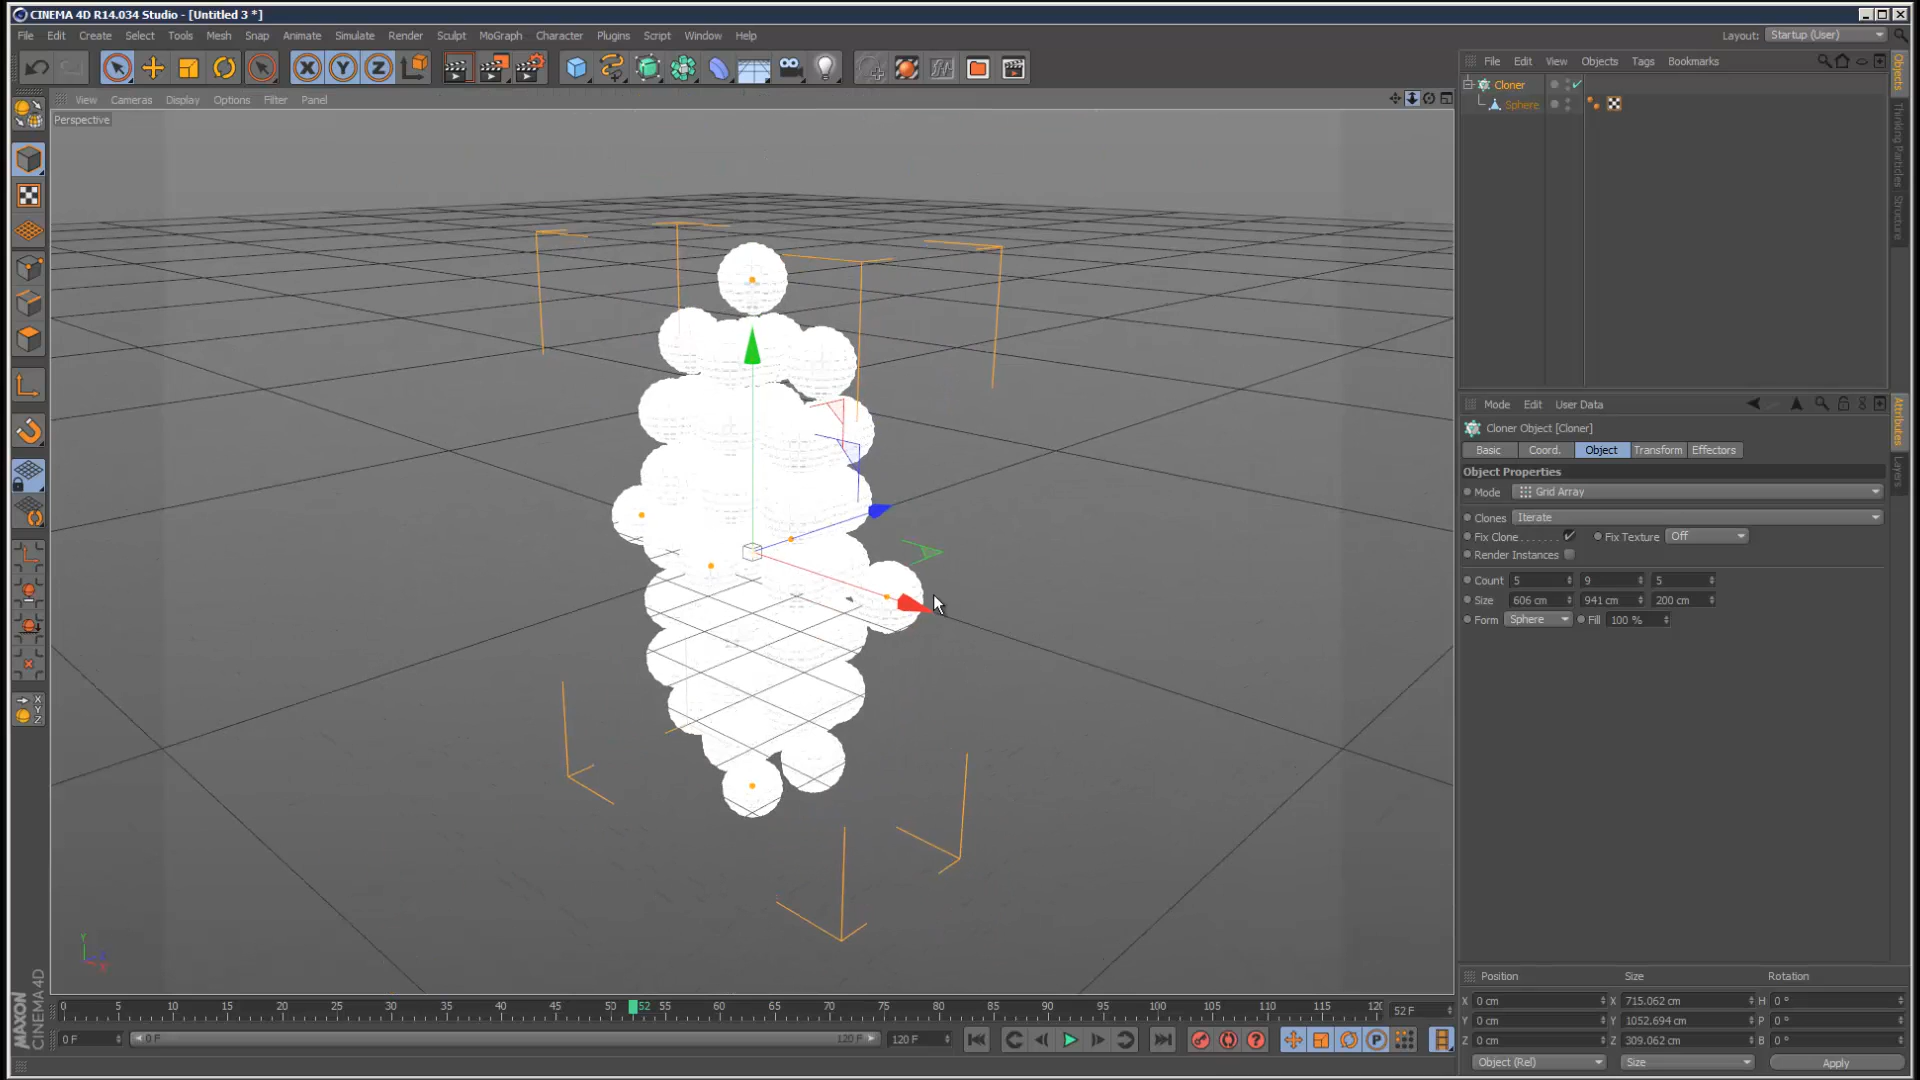 CINEMA 4D R14.034 Studio - [Untitled 3 *]
File Edit Create Select Tools Mesh Snap Animate Simulate Render Sculpt MoGraph Character Plugins Script Window Help
Layout: Startup (User)
File Edit View Objects Tags Bookmarks
View Cameras Display Options Filter Panel
Perspective
Cloner
Sphere
Objects
Thinking Particles
Structure
Mode Edit User Data
Cloner Object [Cloner]
Basic Coord. Object Transform Effectors
Object Properties
Mode Grid Array
Clones Iterate
Fix Clone . . . . . . . Fix Texture Off
Render Instances
Count 5 9 5
Size 606 cm 941 cm 200 cm
Form Sphere Fill 100 %
Attributes
Layers
X
Y
Z
Y
X
MAXON
CINEMA 4D
0 5 10 15 20 25 30 35 40 45 50 52 55 60 65 70 75 80 85 90 95 100 105 110 115 120
52 F
0 F 0 F 120 F 120 F
P
Position Size Rotation
X 0 cm X 715.062 cm H 0 °
Y 0 cm Y 1052.694 cm P 0 °
Z 0 cm Z 309.062 cm B 0 °
Object (Rel) Size Apply